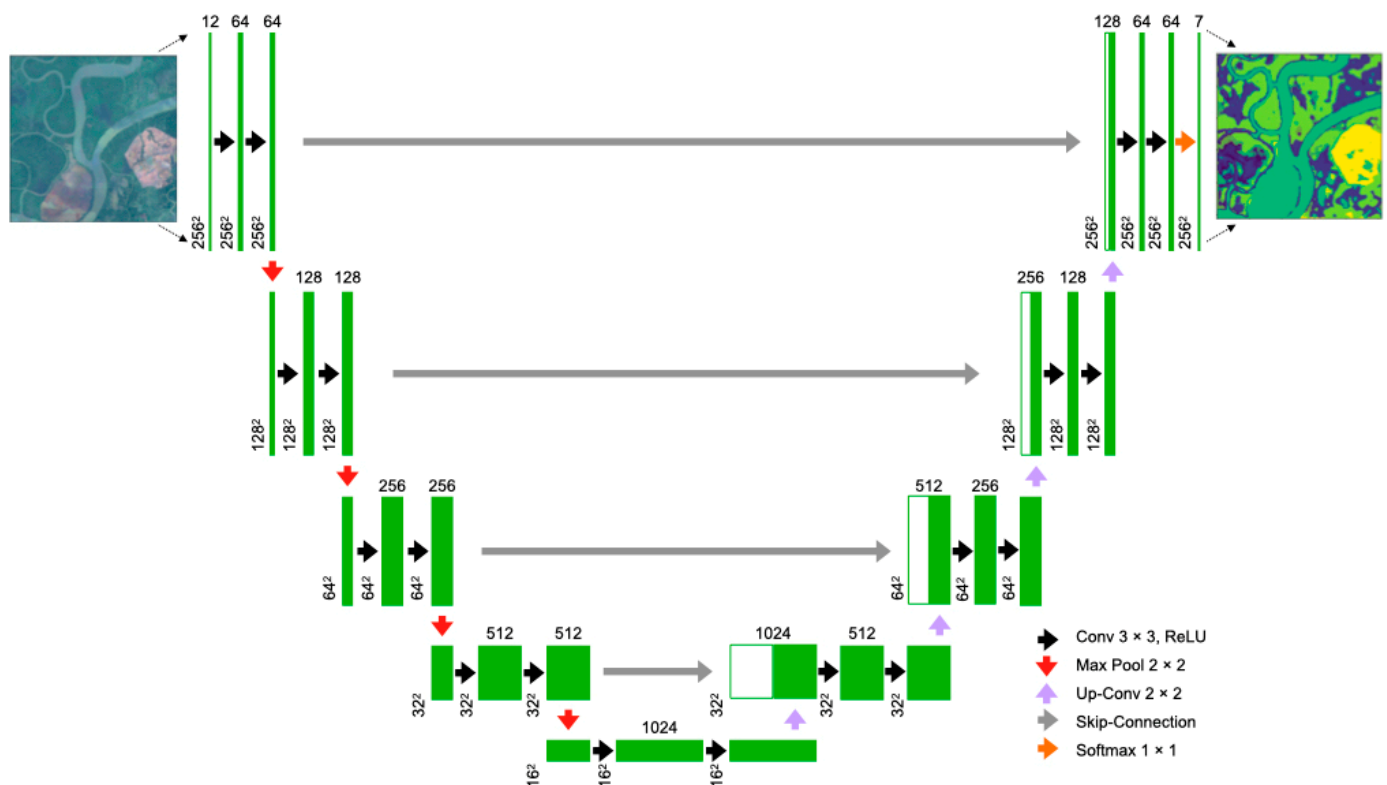 12 64 64
128 64 64 7
256² 256² 256²
256² 256² 256² 256²
128 128
256 128
128² 128² 128²
128² 128² 128²
256 256
512 256
64² 64² 64²
64² 64² 64²
512 512
1024 512
32² 32² 32²
32² 32² 32²
1024
16² 16² 16²
Conv 3 × 3, ReLU
Max Pool 2 × 2
Up-Conv 2 × 2
Skip-Connection
Softmax 1 × 1